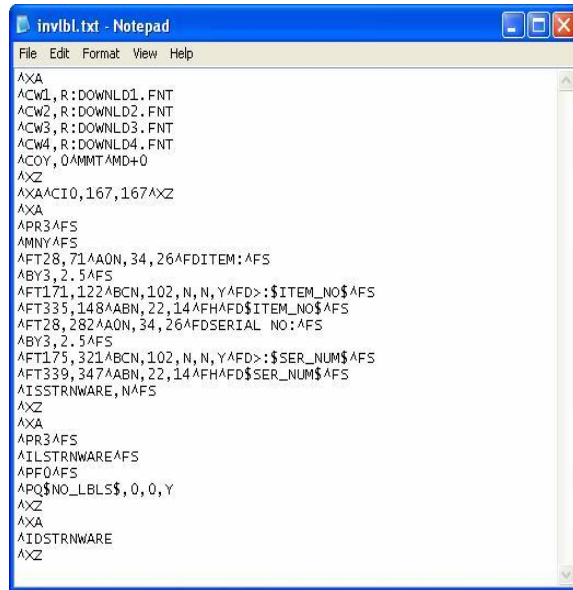 invlbl.txt - Notepad
File Edit Format View Help
^XA
^CW1,R:DOWNLD1.FNT
^CW2,R:DOWNLD2.FNT
^CW3,R:DOWNLD3.FNT
^CW4,R:DOWNLD4.FNT
^COY,0^MMT^MD+0
^XZ
^XA^CI0,167,167^XZ
^XA
^PR3^FS
^MNY^FS
^FT28,71^A0N,34,26^FDITEM:^FS
^BY3,2.5^FS
^FT171,122^BCN,102,N,N,Y^FD>:$ITEM_NO$^FS
^FT335,148^ABN,22,14^FH^FD$ITEM_NO$^FS
^FT28,282^A0N,34,26^FDSERIAL NO:^FS
^BY3,2.5^FS
^FT175,321^BCN,102,N,N,Y^FD>:$SER_NUM$^FS
^FT339,347^ABN,22,14^FH^FD$SER_NUM$^FS
^ISSTRNWARE,N^FS
^XZ
^XA
^PR3^FS
^ILSTRNWARE^FS
^PF0^FS
^PQ$NO_LBLS$,0,0,Y
^XZ
^XA
^IDSTRNWARE
^XZ